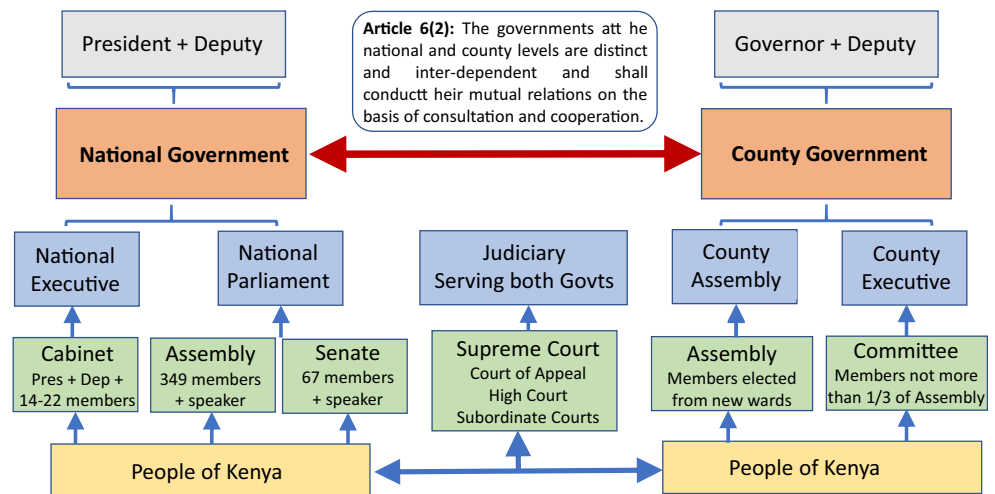 President + Deputy
Article 6(2): The governments att he
national and county levels are distinct
and inter-dependent and shall
conductt heir mutual relations on the
basis of consultation and cooperation.
Governor + Deputy
National Government
County Government
National
Executive
National
Parliament
Judiciary
Serving both Govts
County
Assembly
County
Executive
Cabinet
Pres + Dep +
14-22 members
Assembly
349 members
+ speaker
Senate
67 members
+ speaker
Supreme Court
Court of Appeal
High Court
Subordinate Courts
Assembly
Members elected
from new wards
Committee
Members not more
than 1/3 of Assembly
People of Kenya
People of Kenya